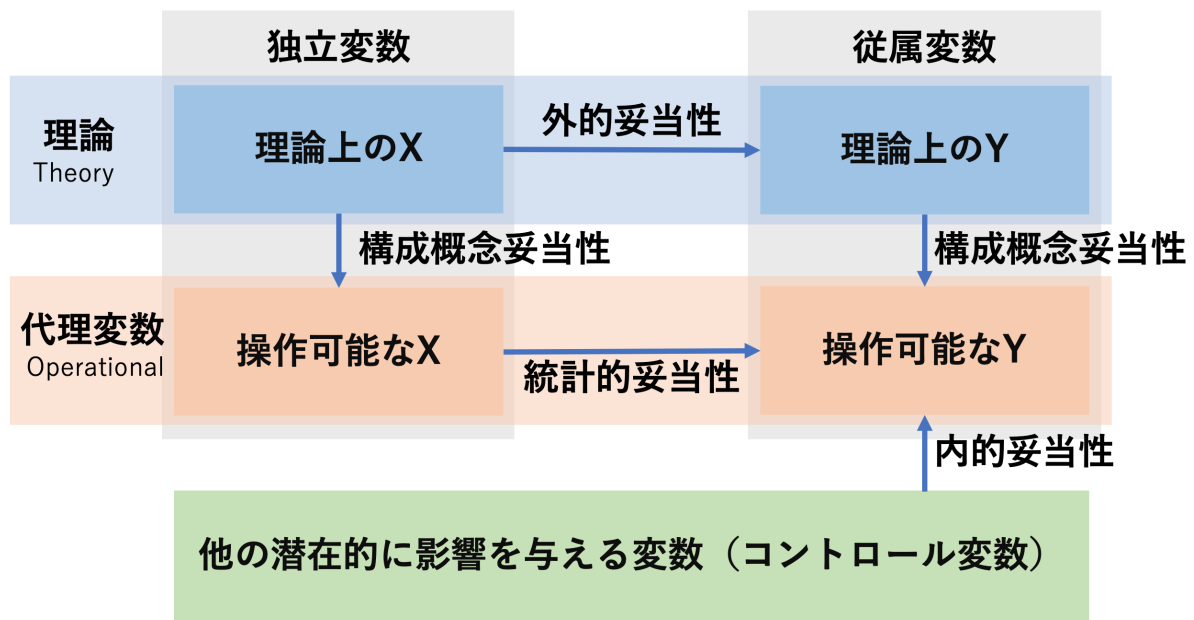 独立変数
従属変数
理論
Theory
理論上のX
外的妥当性
理論上のY
構成概念妥当性
構成概念妥当性
代理変数
Operational
操作可能なX
統計的妥当性
操作可能なY
内的妥当性
他の潜在的に影響を与える変数（コントロール変数）